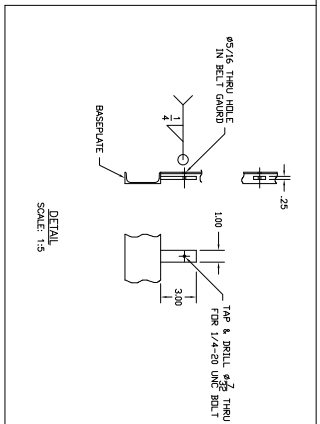 Ø5/16 THRU HOLE
IN BELT GAURD
1
4
BASEPLATE
.25
1.00
3.00
TAP & DRILL Ø7/32 THRU
FOR 1/4-20 UNC BOLT
DETAIL
SCALE: 1:5